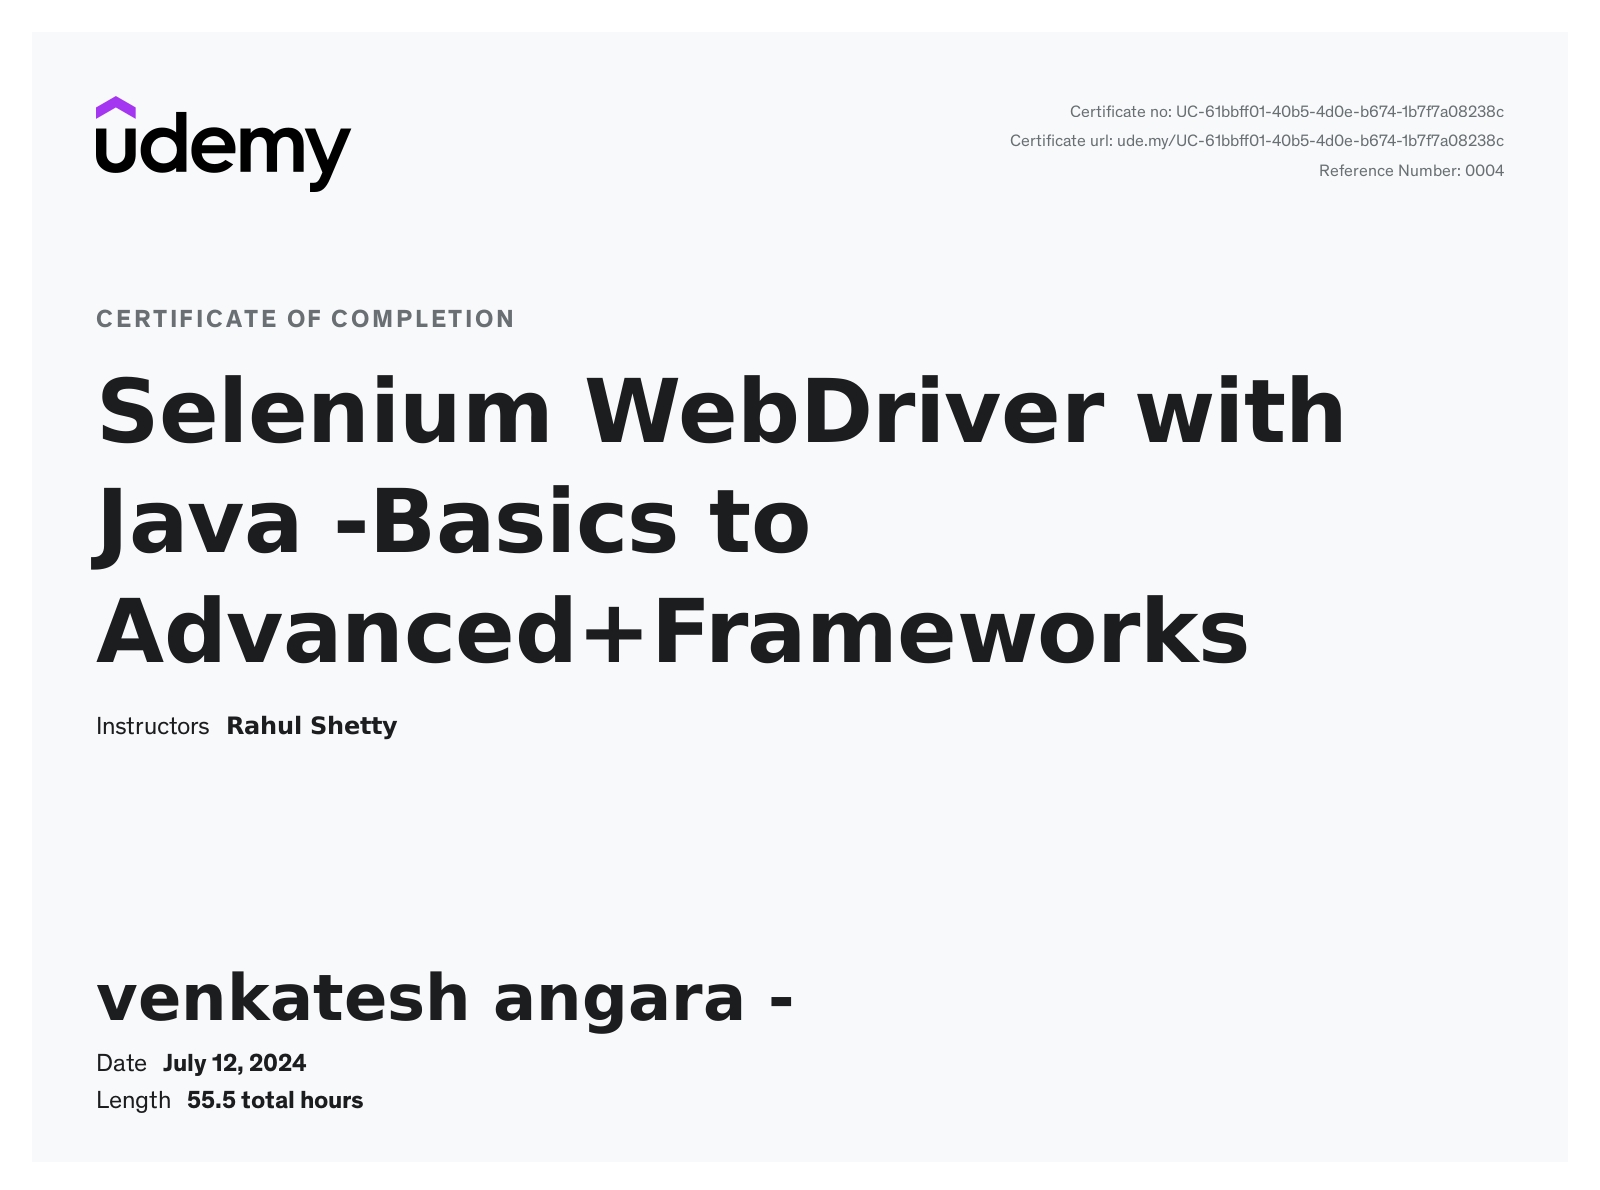 udemy
Certificate no: UC-61bbff01-40b5-4d0e-b674-1b7f7a08238c
Certificate url: ude.my/UC-61bbff01-40b5-4d0e-b674-1b7f7a08238c
Reference Number: 0004
CERTIFICATE OF COMPLETION
Selenium WebDriver with
Java -Basics to
Advanced+Frameworks
Instructors Rahul Shetty
venkatesh angara -
Date July 12, 2024
Length 55.5 total hours